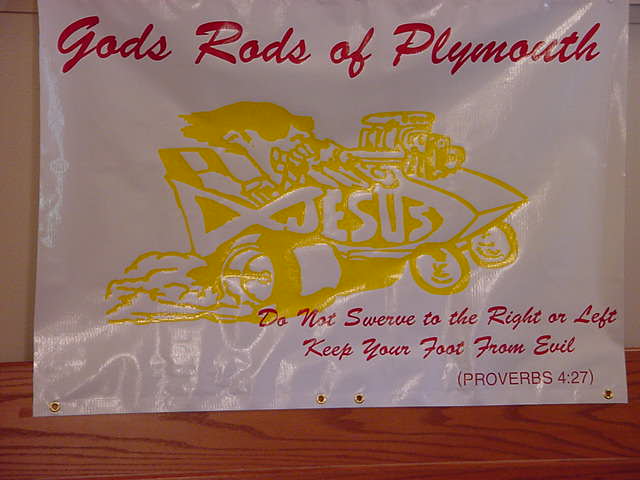 Gods Rods of Plymouth
JESUS
Do Not Swerve to the Right or Left
Keep Your Foot From Evil
(PROVERBS 4:27)